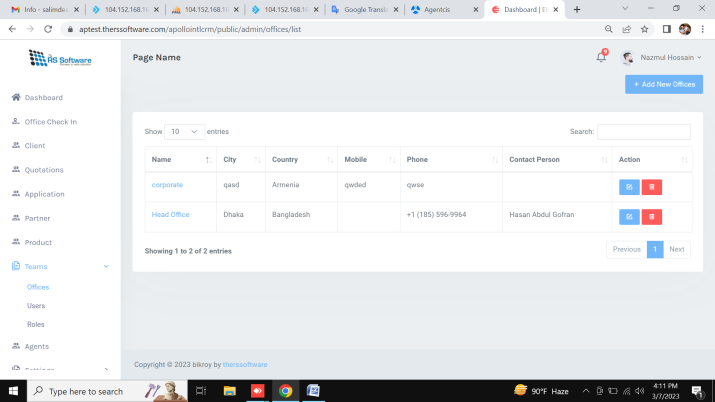 Info - salimdee
104.152.168.16
104.152.168.16
104.152.168.16
Google Transla
Agentcis
Dashboard | E
aptest.therssoftware.com/apollointlcrm/public/admin/offices/list
RS Software
Page Name
9
Nazmul Hossain
+ Add New Offices
Dashboard
Office Check In
Client
Quotations
Application
Partner
Product
Teams
Offices
Users
Roles
Agents
Settings
Show 10 entries
Search:
Name City Country Mobile Phone Contact Person Action
corporate qasd Armenia qwded qwse
Head Office Dhaka Bangladesh +1 (185) 596-9964 Hasan Abdul Gofran
Showing 1 to 2 of 2 entries
Previous 1 Next
Copyright © 2023 bikroy by therssoftware
Type here to search
90°F Haze
4:11 PM
3/7/2023
1